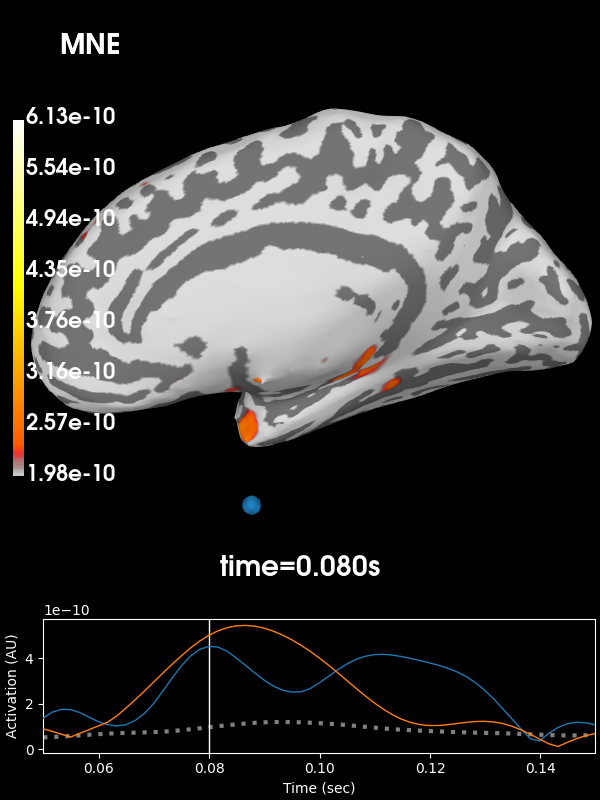 MNE
6.13e-10
5.54e-10
4.94e-10
4.35e-10
3.76e-10
3.16e-10
2.57e-10
1.98e-10
time=0.080s
1e−10
Activation (AU)
4
2
0
0.06 0.08 0.10 0.12 0.14
Time (sec)